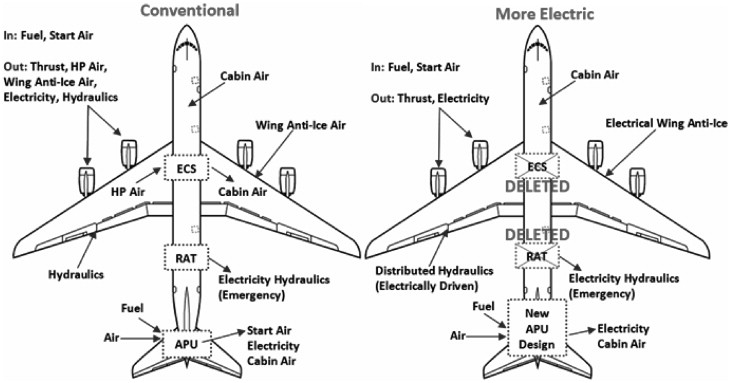 Conventional
In: Fuel, Start Air
Out: Thrust, HP Air,
Wing Anti-Ice Air,
Electricity, Hydraulics
Cabin Air
Wing Anti-Ice Air
ECS
HP Air
Cabin Air
Hydraulics
RAT
Electricity Hydraulics
(Emergency)
Fuel
Air
APU
Start Air
Electricity
Cabin Air
More Electric
In: Fuel, Start Air
Out: Thrust, Electricity
Cabin Air
Electrical Wing Anti-Ice
ECS
DELETED
DELETED
RAT
Distributed Hydraulics
(Electrically Driven)
Electricity Hydraulics
(Emergency)
Fuel
Air
New
APU
Design
Electricity
Cabin Air